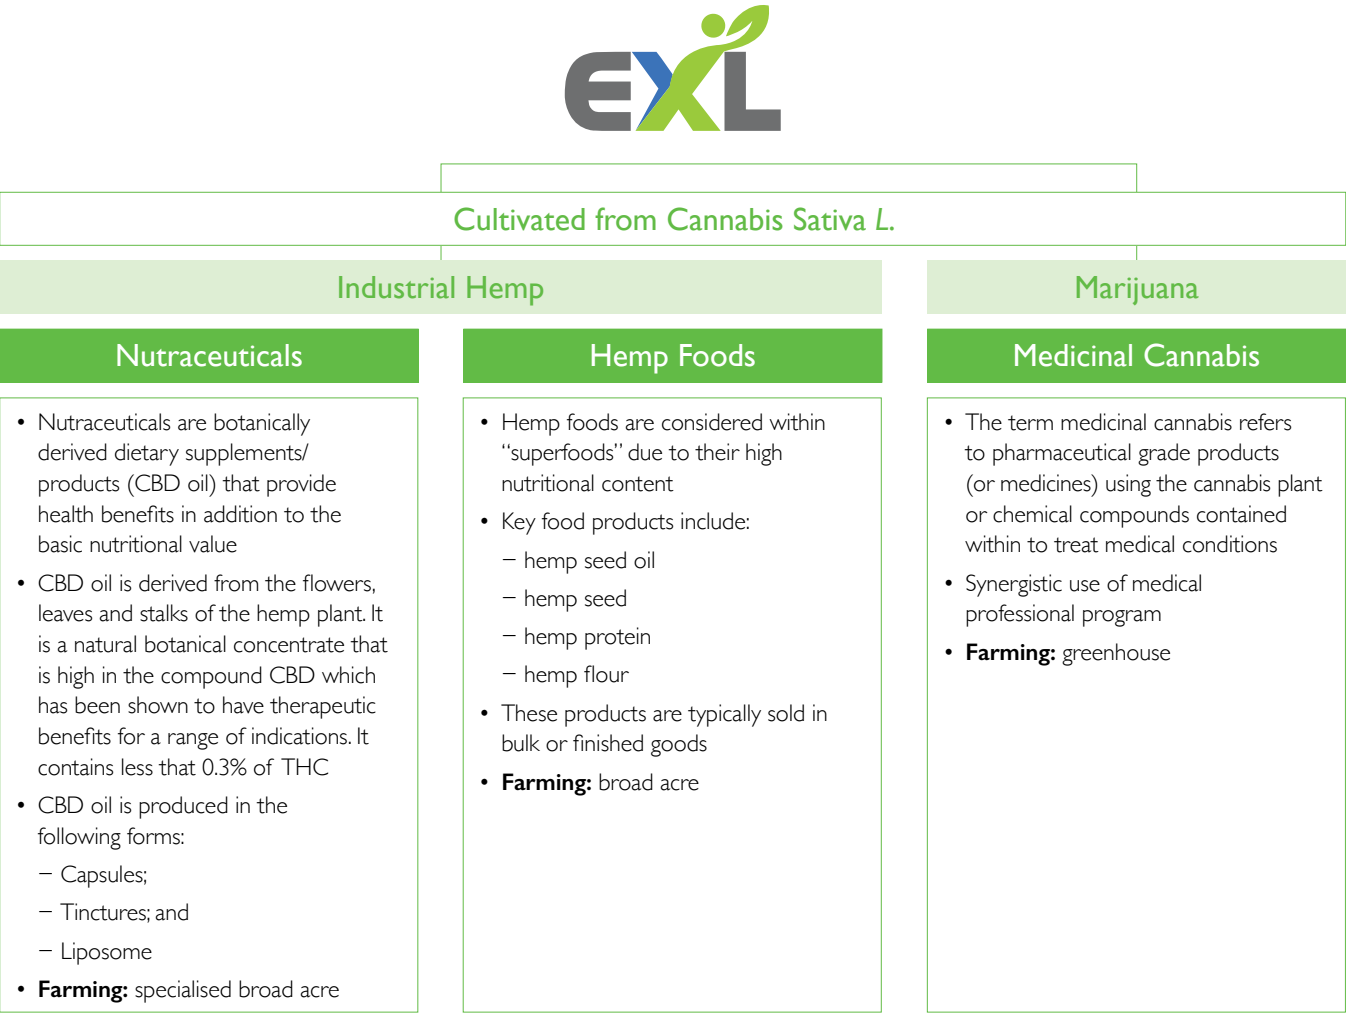 EXL
Cultivated from Cannabis Sativa L.
Industrial Hemp
Marijuana
Nutraceuticals
Hemp Foods
Medicinal Cannabis
• Nutraceuticals are botanically
derived dietary supplements/
products (CBD oil) that provide
health benefits in addition to the
basic nutritional value
• CBD oil is derived from the flowers,
leaves and stalks of the hemp plant. It
is a natural botanical concentrate that
is high in the compound CBD which
has been shown to have therapeutic
benefits for a range of indications. It
contains less that 0.3% of THC
• CBD oil is produced in the
following forms:
– Capsules;
– Tinctures; and
– Liposome
• Farming: specialised broad acre
• Hemp foods are considered within
“superfoods” due to their high
nutritional content
• Key food products include:
– hemp seed oil
– hemp seed
– hemp protein
– hemp flour
• These products are typically sold in
bulk or finished goods
• Farming: broad acre
• The term medicinal cannabis refers
to pharmaceutical grade products
(or medicines) using the cannabis plant
or chemical compounds contained
within to treat medical conditions
• Synergistic use of medical
professional program
• Farming: greenhouse